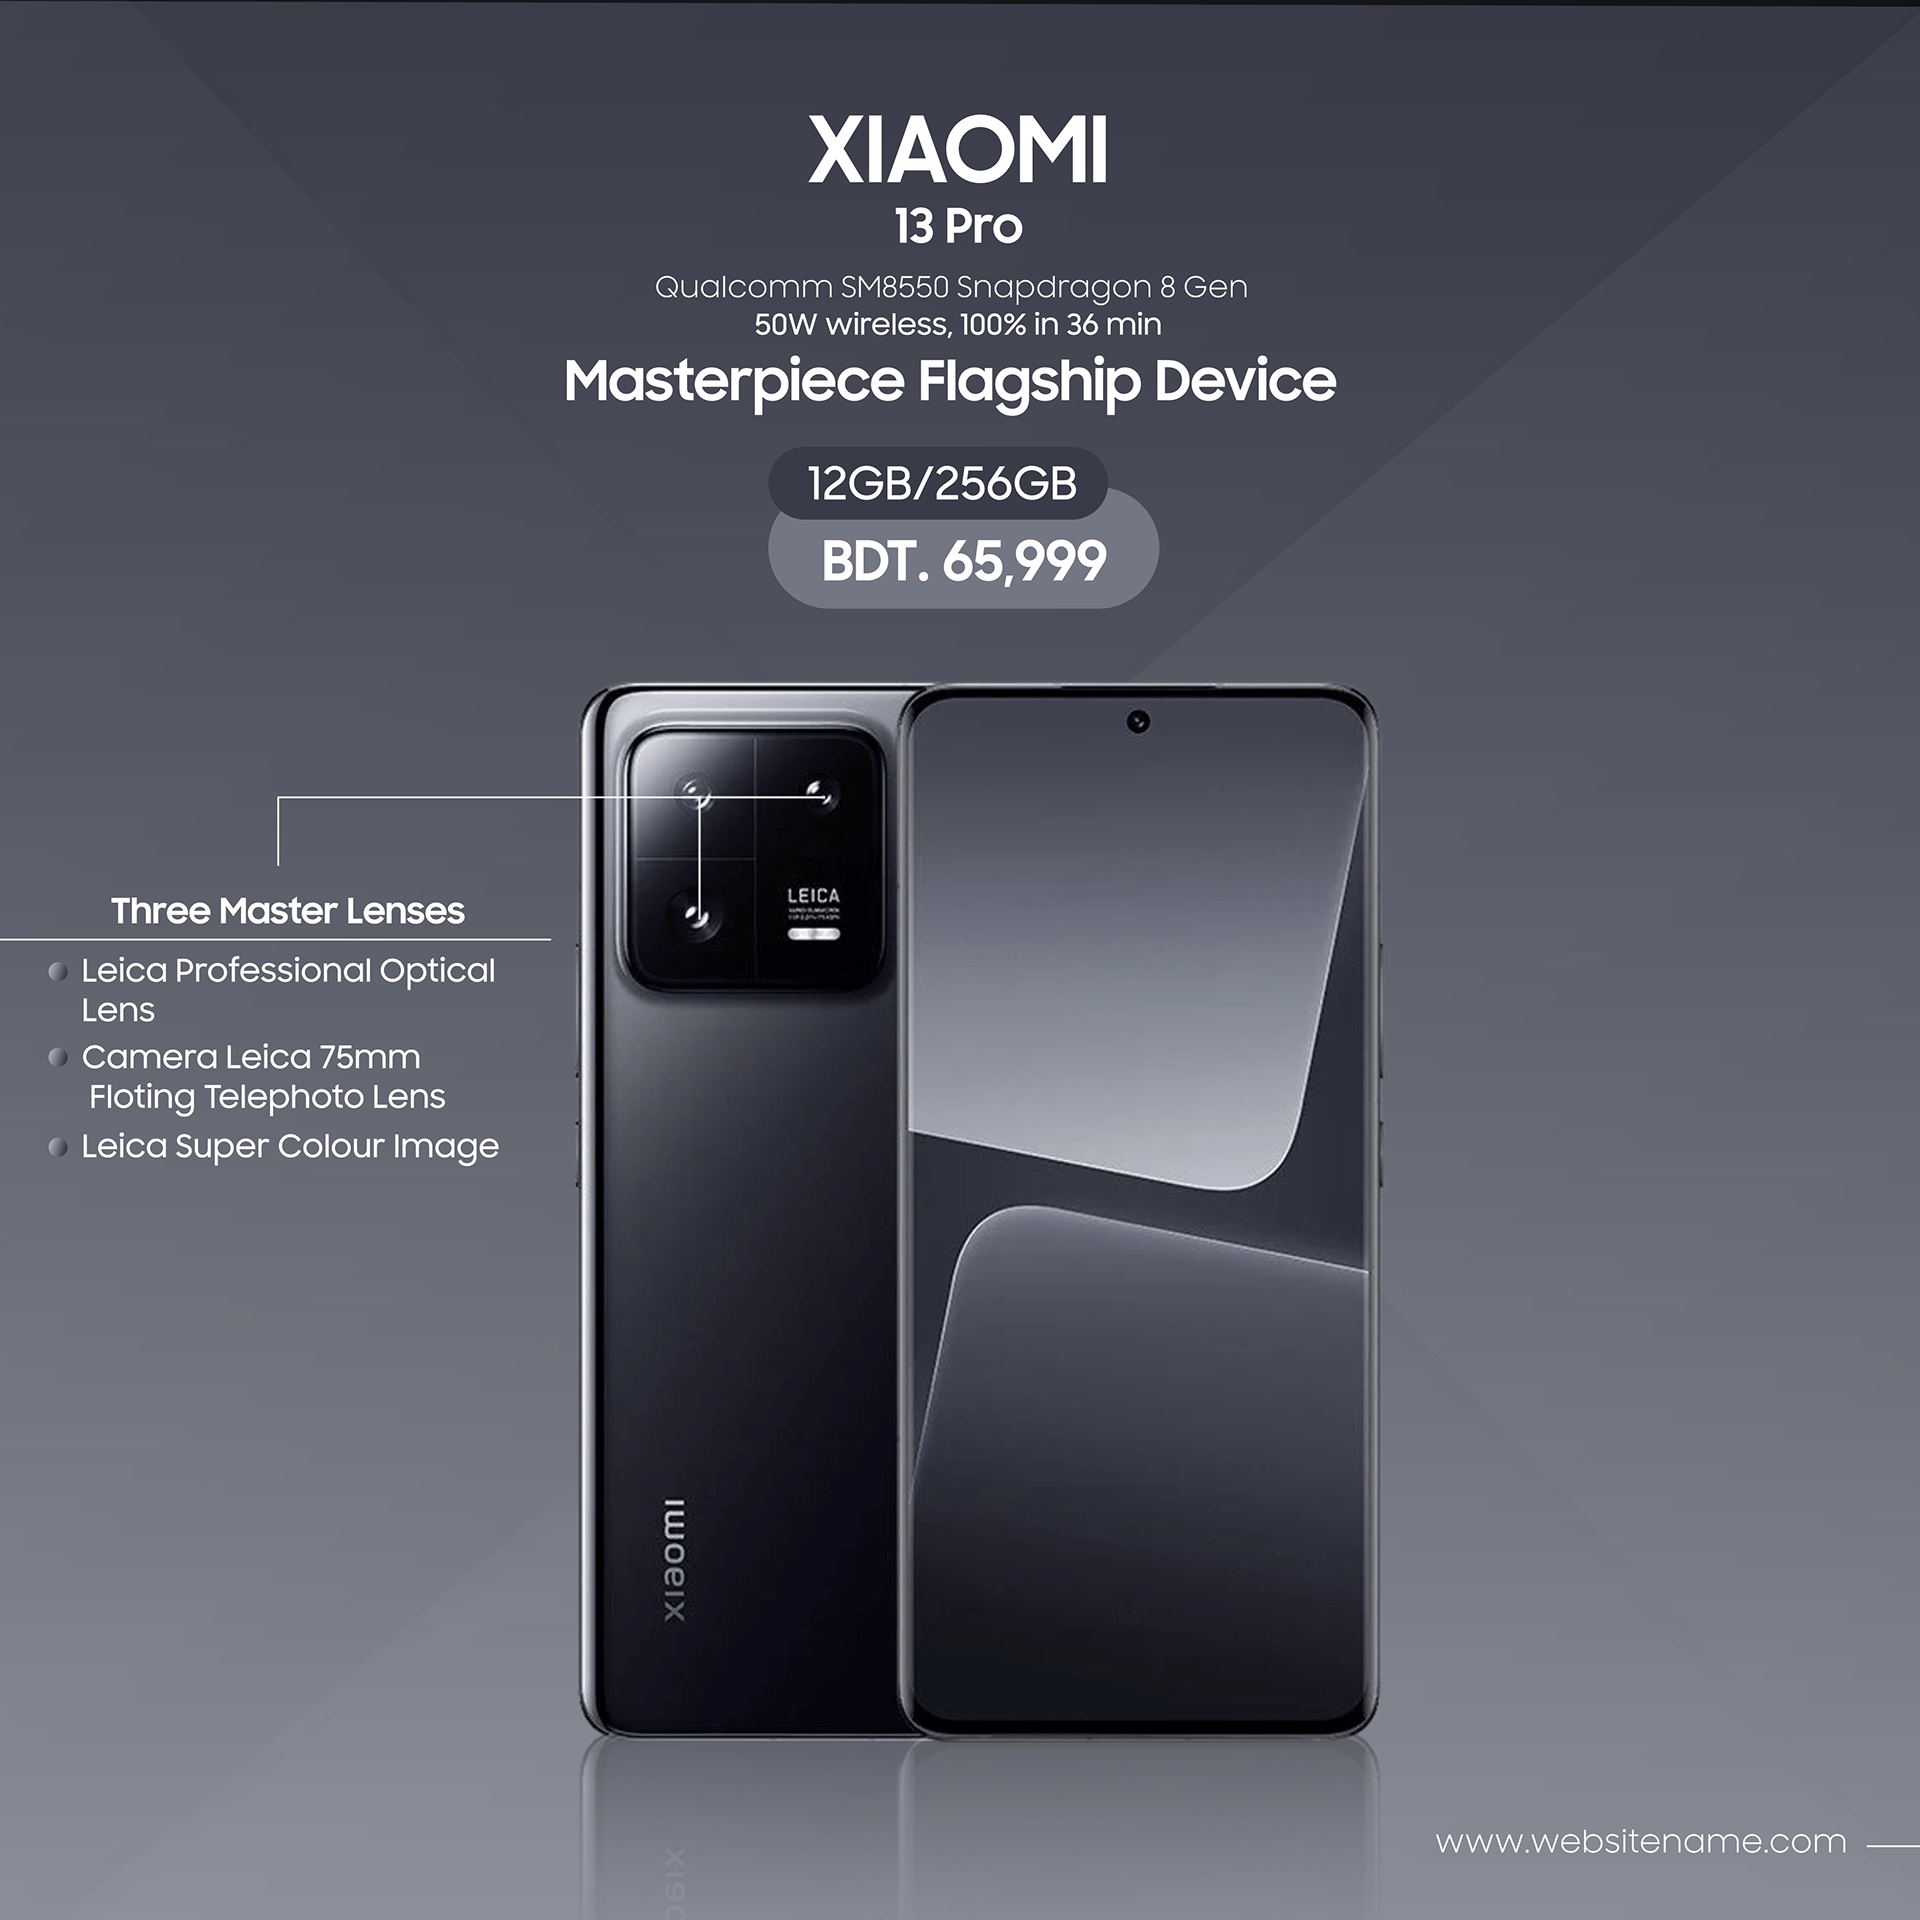 XIAOMI
13 Pro
Qualcomm SM8550 Snapdragon 8 Gen
50W wireless, 100% in 36 min
Masterpiece Flagship Device
12GB/256GB
BDT. 65,999
LEICA
Three Master Lenses
Leica Professional Optical
Lens
Camera Leica 75mm
Floting Telephoto Lens
Leica Super Colour Image
xiaomi
www.websitename.com